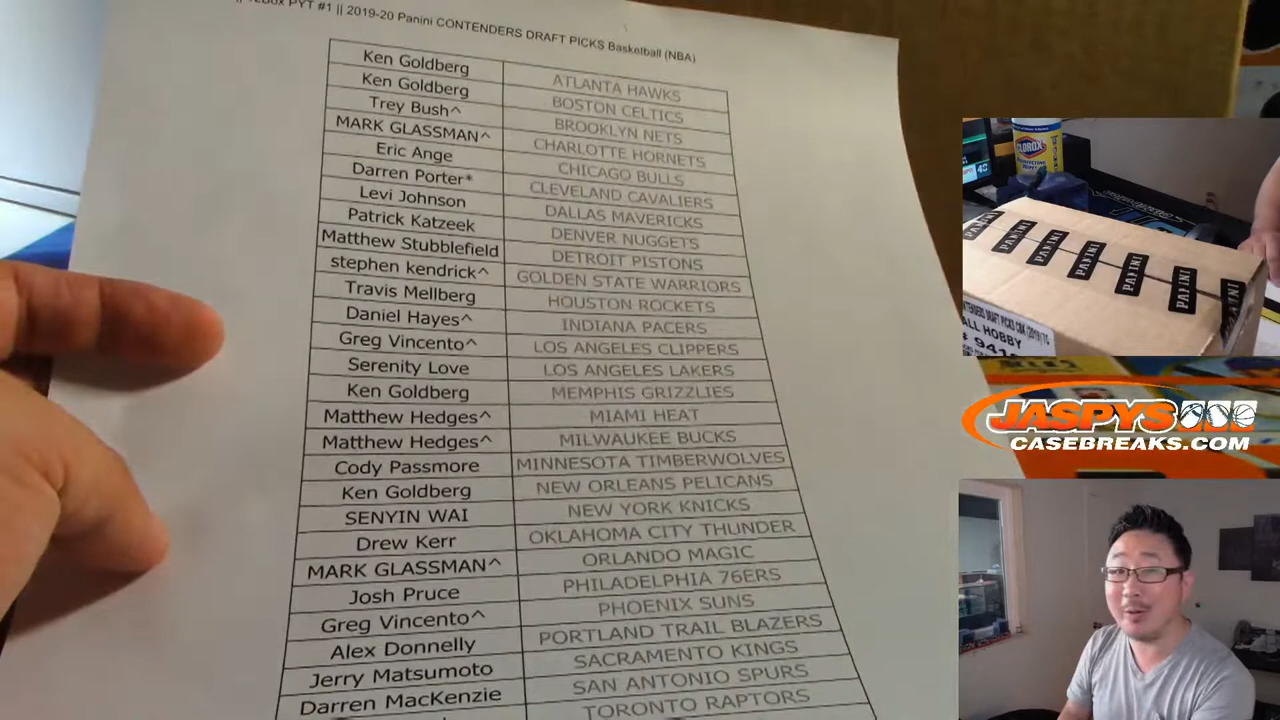 PYT #1 || 2019-20 Panini CONTENDERS DRAFT PICKS Basketball (NBA)
Ken Goldberg ATLANTA HAWKS
Ken Goldberg BOSTON CELTICS
Trey Bush^ BROOKLYN NETS
MARK GLASSMAN^ CHARLOTTE HORNETS
Eric Ange CHICAGO BULLS
Darren Porter* CLEVELAND CAVALIERS
Levi Johnson DALLAS MAVERICKS
Patrick Katzeek DENVER NUGGETS
Matthew Stubblefield DETROIT PISTONS
stephen kendrick^ GOLDEN STATE WARRIORS
Travis Mellberg HOUSTON ROCKETS
Daniel Hayes^ INDIANA PACERS
Greg Vincento^ LOS ANGELES CLIPPERS
Serenity Love LOS ANGELES LAKERS
Ken Goldberg MEMPHIS GRIZZLIES
Matthew Hedges^ MIAMI HEAT
Matthew Hedges^ MILWAUKEE BUCKS
Cody Passmore MINNESOTA TIMBERWOLVES
Ken Goldberg NEW ORLEANS PELICANS
SENYIN WAI NEW YORK KNICKS
Drew Kerr OKLAHOMA CITY THUNDER
MARK GLASSMAN^ ORLANDO MAGIC
Josh Pruce PHILADELPHIA 76ERS
Greg Vincento^ PHOENIX SUNS
Alex Donnelly PORTLAND TRAIL BLAZERS
Jerry Matsumoto SACRAMENTO KINGS
Darren MacKenzie SAN ANTONIO SPURS
TORONTO RAPTORS
CLOROX
PANINI PANINI PANINI PANINI PANINI PANINI PANINI
DRAFT PICKS
HOBBY
JASPYS
CASEBREAKS.COM